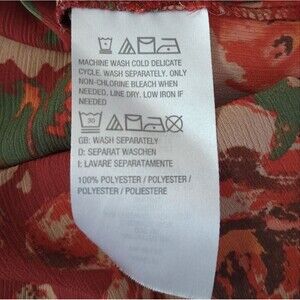 MACHINE WASH COLD DELICATE
CYCLE. WASH SEPARATELY. ONLY
NON-CHLORINE BLEACH WHEN
NEEDED. LINE DRY. LOW IRON IF
NEEDED
30
GB: WASH SEPARATELY
D: SEPARAT WASCHEN
I: LAVARE SEPARATAMENTE
100% POLYESTER / POLYESTER /
POLYESTER / POLIESTERE